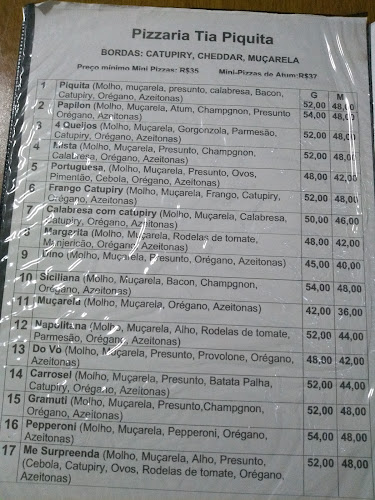 Pizzaria Tia Piquita
BORDAS: CATUPIRY, CHEDDAR, MUÇARELA
Preço mínimo Mini Pizzas: R$35 Mini-Pizzas de Atum:R$37
G M
1 Piquita (Molho, muçarela, presunto, calabresa, Bacon,
Catupiry, Orégano, Azeitonas) 52,00 48,00
2 Papilon (Molho, Muçarela, Atum, Champgnon, Presunto
Orégano, Azeitonas) 54,00 48,00
3 4 Queijos (Molho, Muçarela, Gorgonzola, Parmesão,
Catupiry, Orégano, Azeitonas) 52,00 48,00
4 Mista (Molho, Muçarela, Presunto, Champgnon,
Calabresa, Orégano, Azeitonas) 52,00 48,00
5 Portuguesa, (Molho, Muçarela, Presunto, Ovos,
Pimentão, Cebola, Orégano, Azeitonas) 48,00 42,00
6 Frango Catupiry (Molho, Muçarela, Frango, Catupiry,
Orégano, Azeitonas) 52,00 48,00
7 Calabresa com catupiry (Molho, Muçarela, Calabresa,
Catupiry, Orégano, Azeitonas) 50,00 46,00
8 Margarita (Molho, Muçarela, Rodelas de tomate,
Manjericão, Orégano, Azeitonas) 48,00 42,00
9 Dino (Molho, Muçarela, Presunto, Orégano, Azeitonas)
45,00 40,00
10 Siciliana (Molho, Muçarela, Bacon, Champgnon,
Orégano, Azeitonas) 54,00 48,00
11 Muçarela (Molho, Muçarela, Orégano, Azeitonas)
42,00 36,00
12 Napolitana (Molho, Muçarela, Alho, Rodelas de tomate,
Parmesão, Orégano, Azeitonas) 52,00 44,00
13 Do Vô (Molho, Muçarela, Presunto, Provolone, Orégano,
Azeitonas) 48,00 42,00
14 Carrosel (Molho, Muçarela, Presunto, Batata Palha,
Catupiry, Orégano, Azeitonas) 52,00 44,00
15 Gramuti (Molho, Muçarela, Presunto,Champgnon,
Orégano, Azeitonas) 52,00 48,00
16 Pepperoni (Molho, Muçarela, Pepperoni, Orégano,
Azeitonas) 54,00 48,00
17 Me Surpreenda (Molho, Muçarela, Alho, Presunto,
(Cebola, Catupiry, Ovos, Rodelas de tomate, Orégano,
Azeitonas) 52,00 48,00